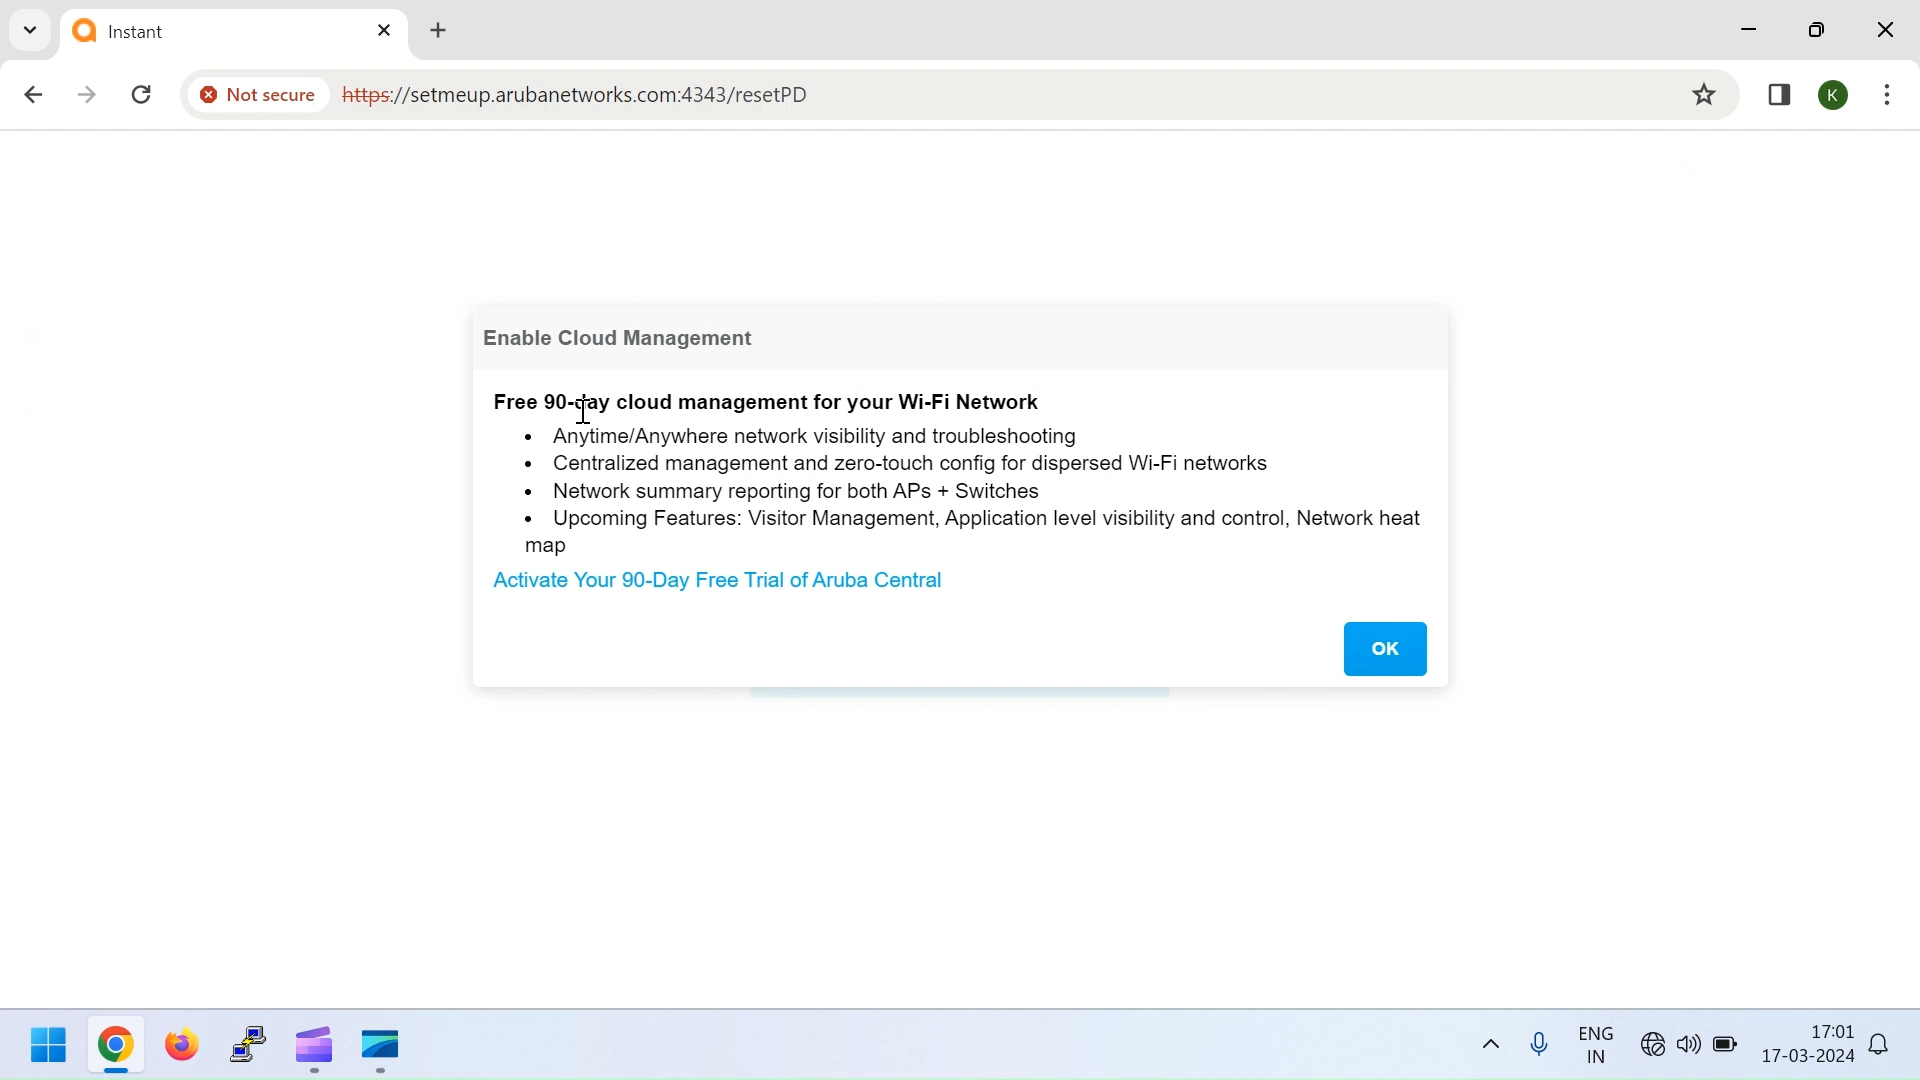 Instant
Not secure https://setmeup.arubanetworks.com:4343/resetPD
K
Enable Cloud Management
Free 90-day cloud management for your Wi-Fi Network
• Anytime/Anywhere network visibility and troubleshooting
• Centralized management and zero-touch config for dispersed Wi-Fi networks
• Network summary reporting for both APs + Switches
• Upcoming Features: Visitor Management, Application level visibility and control, Network heat
map
Activate Your 90-Day Free Trial of Aruba Central
OK
ENG
IN
17:01
17-03-2024